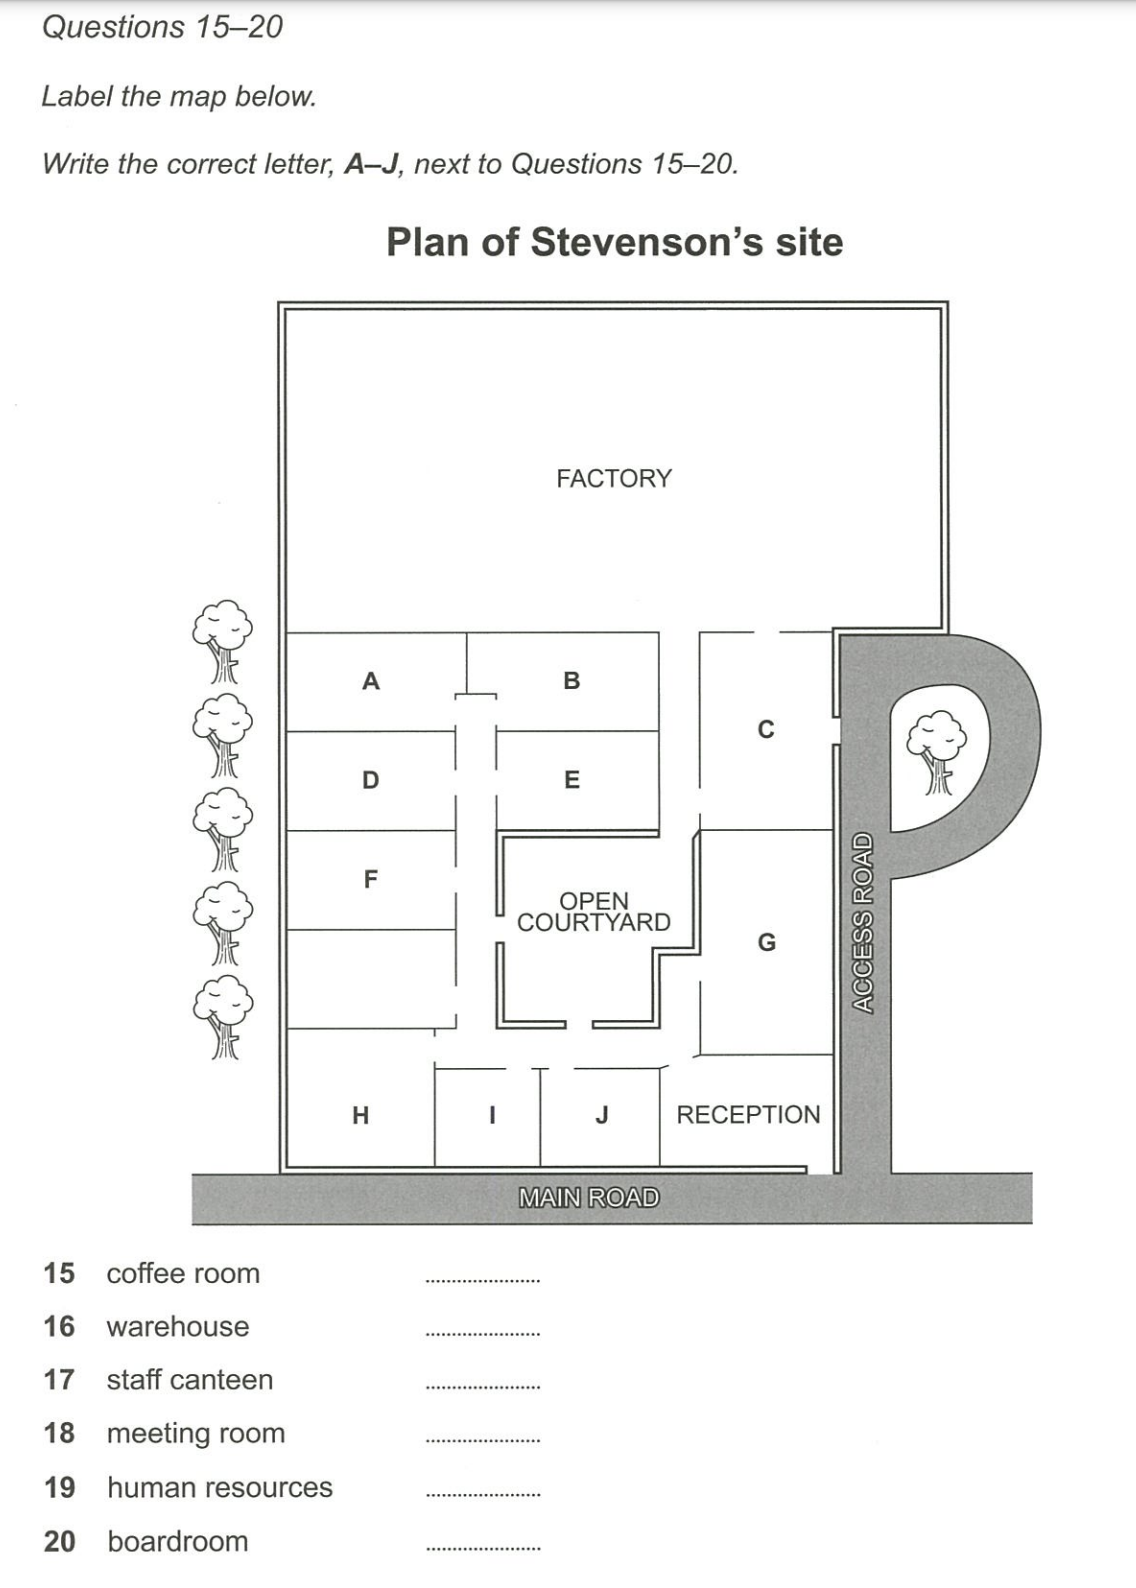 Questions 15–20
Label the map below.
Write the correct letter, A–J, next to Questions 15–20.
Plan of Stevenson's site
FACTORY
A
B
C
D
E
F
OPEN
COURTYARD
G
ACCESS ROAD
H
I
J
RECEPTION
MAIN ROAD
15 coffee room ......................
16 warehouse ......................
17 staff canteen ......................
18 meeting room ......................
19 human resources ......................
20 boardroom ......................